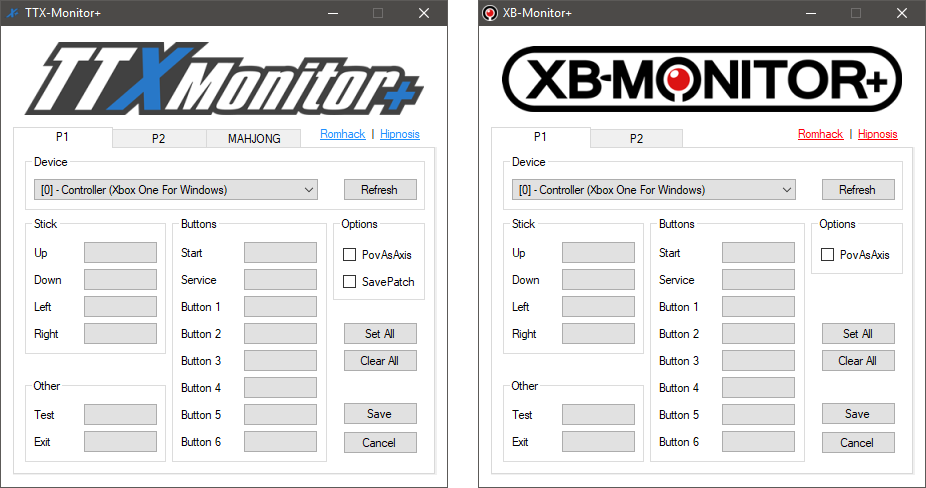 TTX-Monitor+
TTX Monitor+
P1 P2 MAHJONG Romhack | Hipnosis
Device
[0] - Controller (Xbox One For Windows) Refresh
Stick Buttons Options
Up Start PovAsAxis
Down Service SavePatch
Left Button 1
Right Button 2 Set All
Button 3 Clear All
Other Button 4
Test Button 5 Save
Exit Button 6 Cancel
XB-Monitor+
XB-MONITOR+
P1 P2 Romhack | Hipnosis
Device
[0] - Controller (Xbox One For Windows) Refresh
Stick Buttons Options
Up Start PovAsAxis
Down Service
Left Button 1
Right Button 2 Set All
Button 3 Clear All
Other Button 4
Test Button 5 Save
Exit Button 6 Cancel